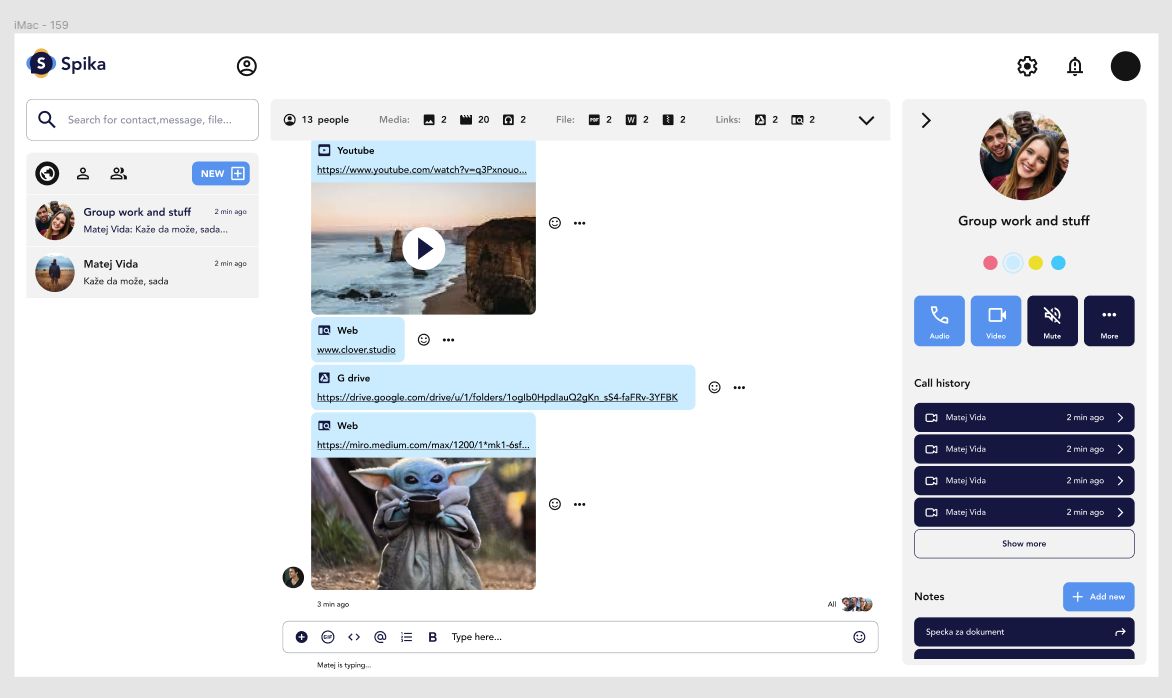 iMac - 159
S Spika
Search for contact,message, file...
NEW
Group work and stuff 2 min ago
Matej Vida: Kaže da može, sada...
Matej Vida 2 min ago
Kaže da može, sada
13 people Media: 2 20 2 File: PDF 2 W 2 2 Links: 2 2
Youtube
https://www.youtube.com/watch?v=q3Pxnouo...
Web
www.clover.studio
G drive
https://drive.google.com/drive/u/1/folders/1ogIb0HpdIauQ2gKn_sS4-faFRv-3YFBK
Web
https://miro.medium.com/max/1200/1*mk1-6sf...
3 min ago All
GIF @ B Type here...
Matej is typing...
Group work and stuff
Audio Video Mute More
Call history
Matej Vida 2 min ago
Matej Vida 2 min ago
Matej Vida 2 min ago
Matej Vida 2 min ago
Show more
Notes Add new
Specka za dokument